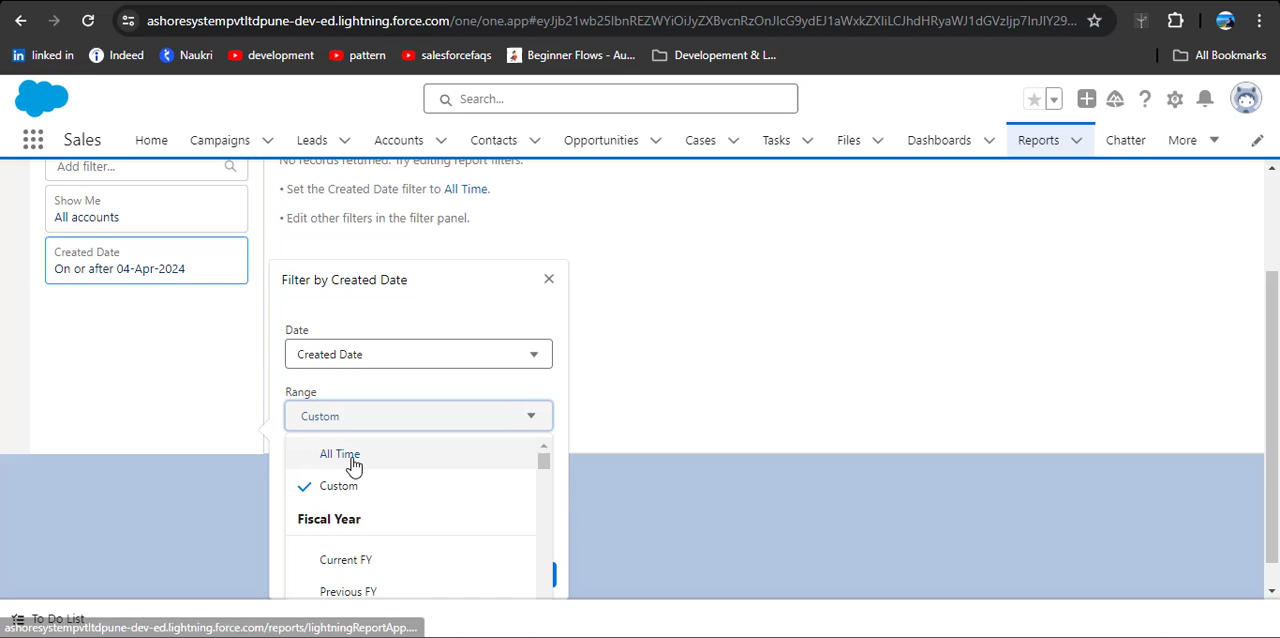 ashoresystempvtltdpune-dev-ed.lightning.force.com/one/one.app#
linked in
Indeed
Naukri
development
pattern
salesforcefaqs
Beginner Flows - Au...
Developement & L...
All Bookmarks
Search...
Sales
Home
Campaigns
Leads
Accounts
Contacts
Opportunities
Cases
Tasks
Files
Dashboards
Reports
Chatter
More
Add filter...
No records returned. Try editing report filters.
Show Me
All accounts
• Set the Created Date filter to All Time.
• Edit other filters in the filter panel.
Created Date
On or after 04-Apr-2024
Filter by Created Date
Date
Created Date
Range
Custom
All Time
Custom
Fiscal Year
Current FY
Previous FY
To Do List
ashoresystempvtltdpune-dev-ed.lightning.force.com/reports/lightningReportApp....